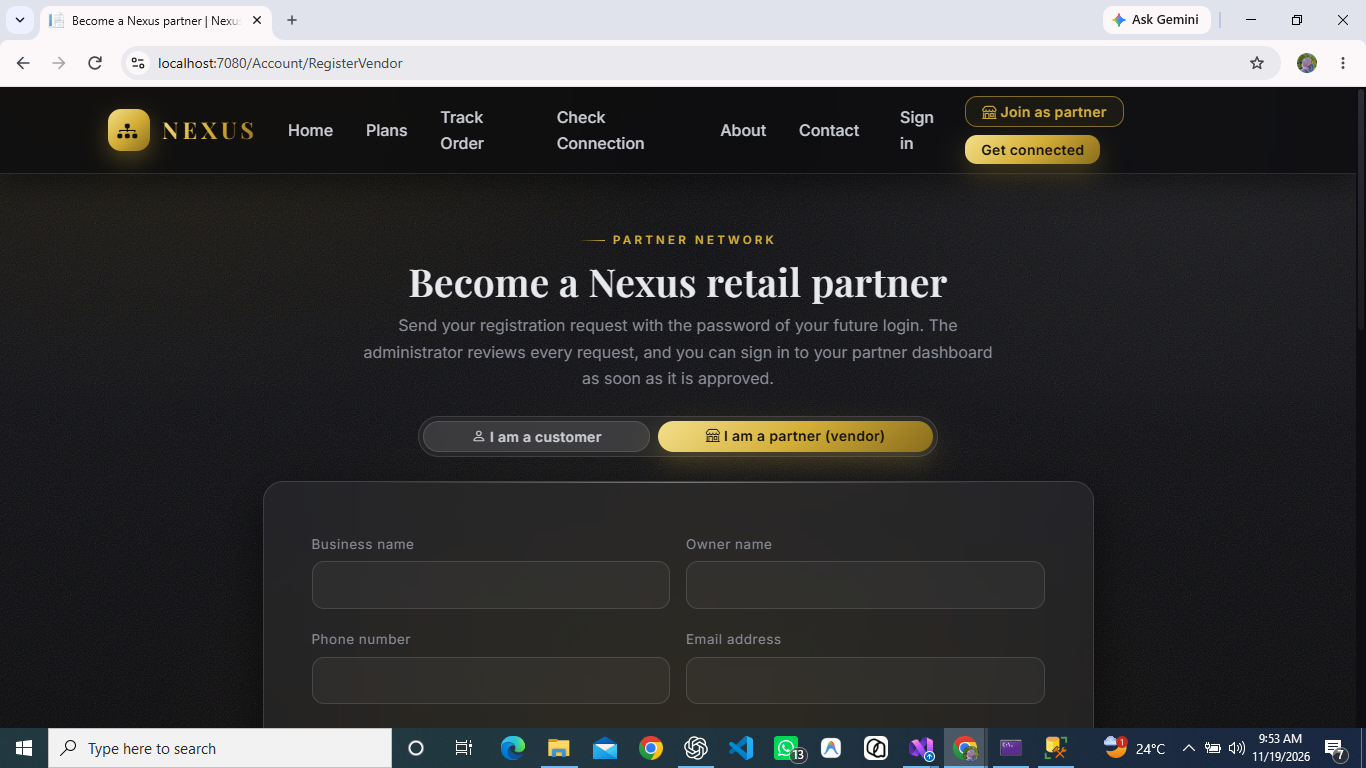 Become a Nexus partner | Nexu
Ask Gemini
localhost:7080/Account/RegisterVendor
NEXUS
Home
Plans
Track Order
Check Connection
About
Contact
Sign in
Join as partner
Get connected
PARTNER NETWORK
Become a Nexus retail partner
Send your registration request with the password of your future login. The
administrator reviews every request, and you can sign in to your partner dashboard
as soon as it is approved.
I am a customer
I am a partner (vendor)
Business name
Owner name
Phone number
Email address
Type here to search
13
1
24°C
9:53 AM
11/19/2026
7